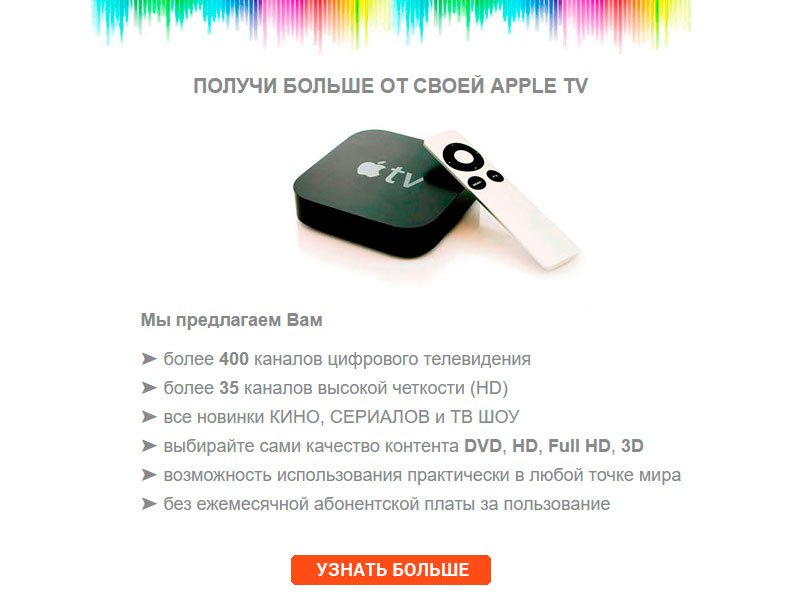 ПОЛУЧИ БОЛЬШЕ ОТ СВОЕЙ APPLE TV
tv
Мы предлагаем Вам
➤ более 400 каналов цифрового телевидения
➤ более 35 каналов высокой четкости (HD)
➤ все новинки КИНО, СЕРИАЛОВ и ТВ ШОУ
➤ выбирайте сами качество контента DVD, HD, Full HD, 3D
➤ возможность использования практически в любой точке мира
➤ без ежемесячной абонентской платы за пользование
УЗНАТЬ БОЛЬШЕ